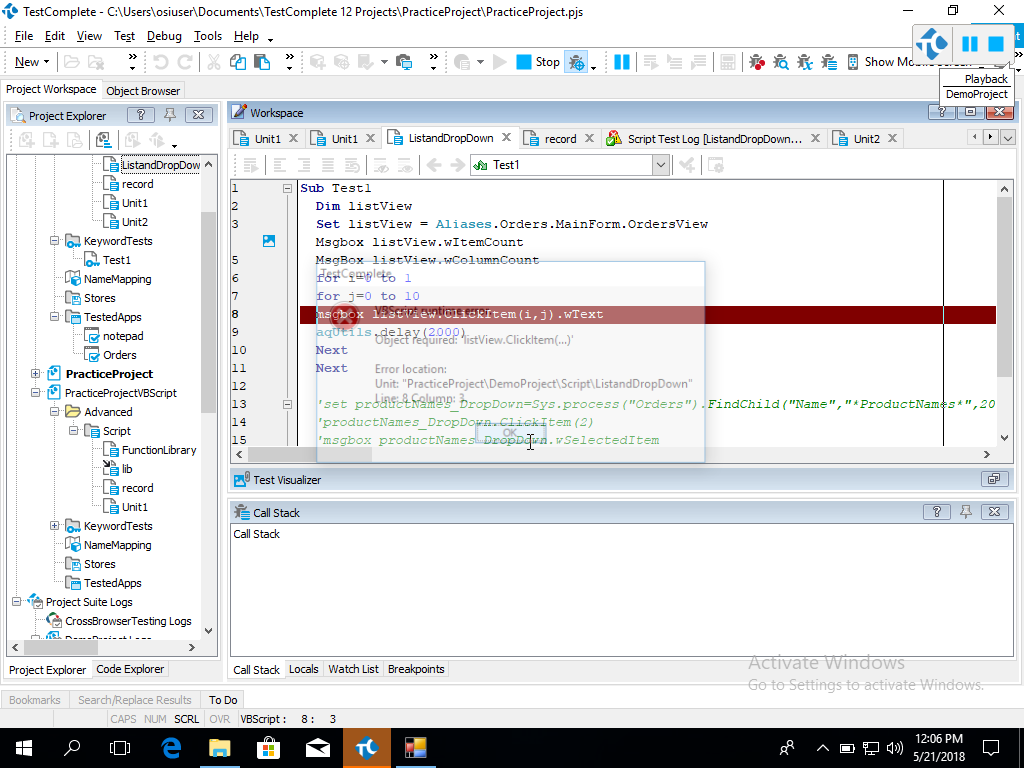 TestComplete - C:\Users\osiuser\Documents\TestComplete 12 Projects\PracticeProject\PracticeProject.pjs
File Edit View Test Debug Tools Help
New Stop Show Mobile Screen
Playback
DemoProject
Project Workspace Object Browser
Project Explorer
ListandDropDow
record
Unit1
Unit2
KeywordTests
Test1
NameMapping
Stores
TestedApps
notepad
Orders
PracticeProject
PracticeProjectVBScript
Advanced
Script
FunctionLibrary
lib
record
Unit1
KeywordTests
NameMapping
Stores
TestedApps
Project Suite Logs
CrossBrowserTesting Logs
DemoProject Logs
Project Explorer Code Explorer
Workspace
Unit1 Unit1 ListandDropDown record Script Test Log [ListandDropDown... Unit2
Test1
1 Sub Test1
2 Dim listView
3 Set listView = Aliases.Orders.MainForm.OrdersView
Msgbox listView.wItemCount
5 MsgBox listView.wColumnCount
6 for i=0 to 1
7 for j=0 to 10
8 msgbox listView.ClickItem(i,j).wText
9 aqUtils.delay(2000)
10 Next
11 Next
12
13 'set productNames_DropDown=Sys.process("Orders").FindChild("Name","*ProductNames*",20
14 'productNames_DropDown.ClickItem(2)
15 'msgbox productNames_DropDown.wSelectedItem
TestComplete
VBScript runtime error.
Object required: 'listView.ClickItem(...)'
Error location:
Unit: "PracticeProject\DemoProject\Script\ListandDropDown"
Line: 8 Column: 3.
OK
Test Visualizer
Call Stack
Call Stack
Call Stack Locals Watch List Breakpoints
Activate Windows
Go to Settings to activate Windows.
Bookmarks Search/Replace Results To Do
CAPS NUM SCRL OVR VBScript : 8 : 3
12:06 PM
5/21/2018